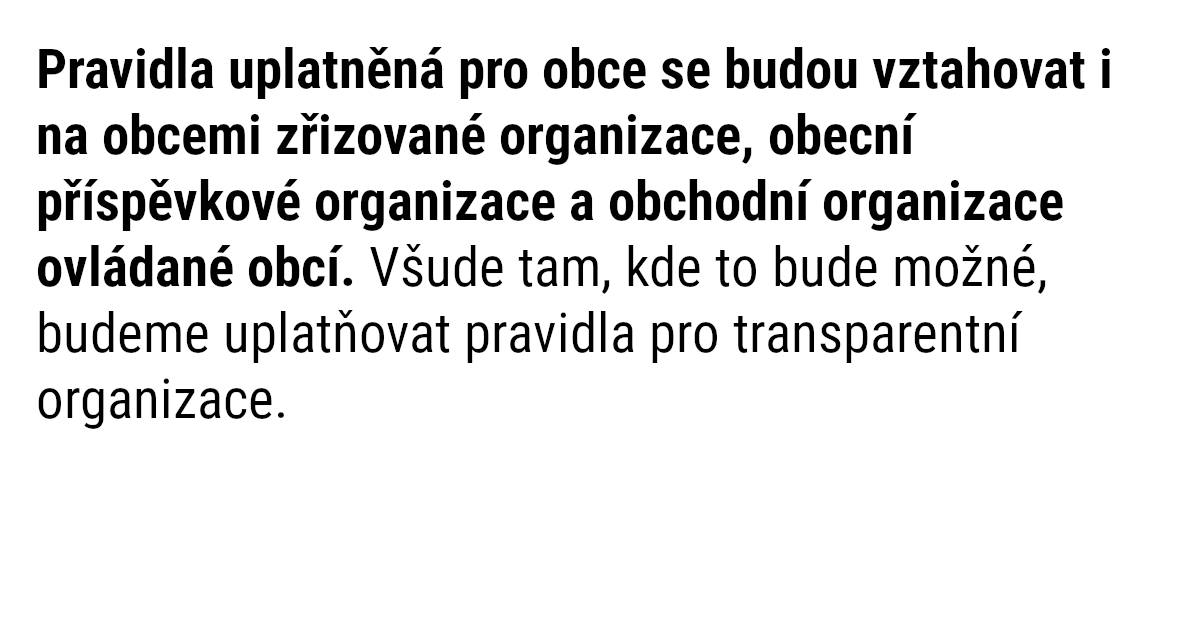 Pravidla uplatněná pro obce se budou vztahovat i
na obcemi zřizované organizace, obecní
příspěvkové organizace a obchodní organizace
ovládané obcí. Všude tam, kde to bude možné,
budeme uplatňovat pravidla pro transparentní
organizace.